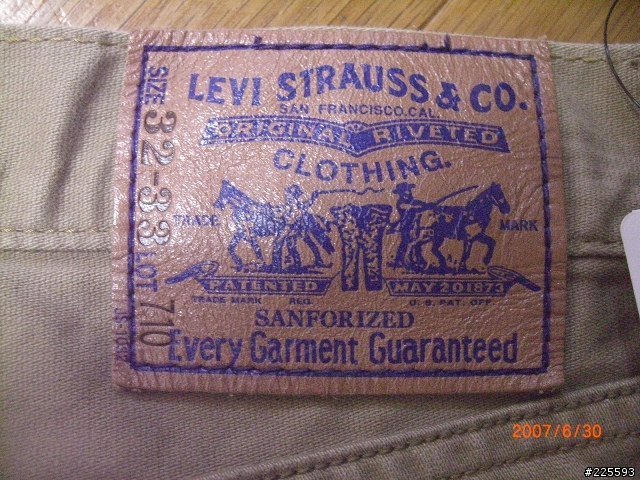 LEVI STRAUSS & CO.
SAN FRANCISCO.CAL.
ORIGINAL RIVETED
CLOTHING.
TRADE MARK
PATENTED MAY 20 1873
TRADE MARK REG. U.S. PAT. OFF
SANFORIZED
Every Garment Guaranteed
SIZE 32-33 LOT 710
2007/6/30
#225593